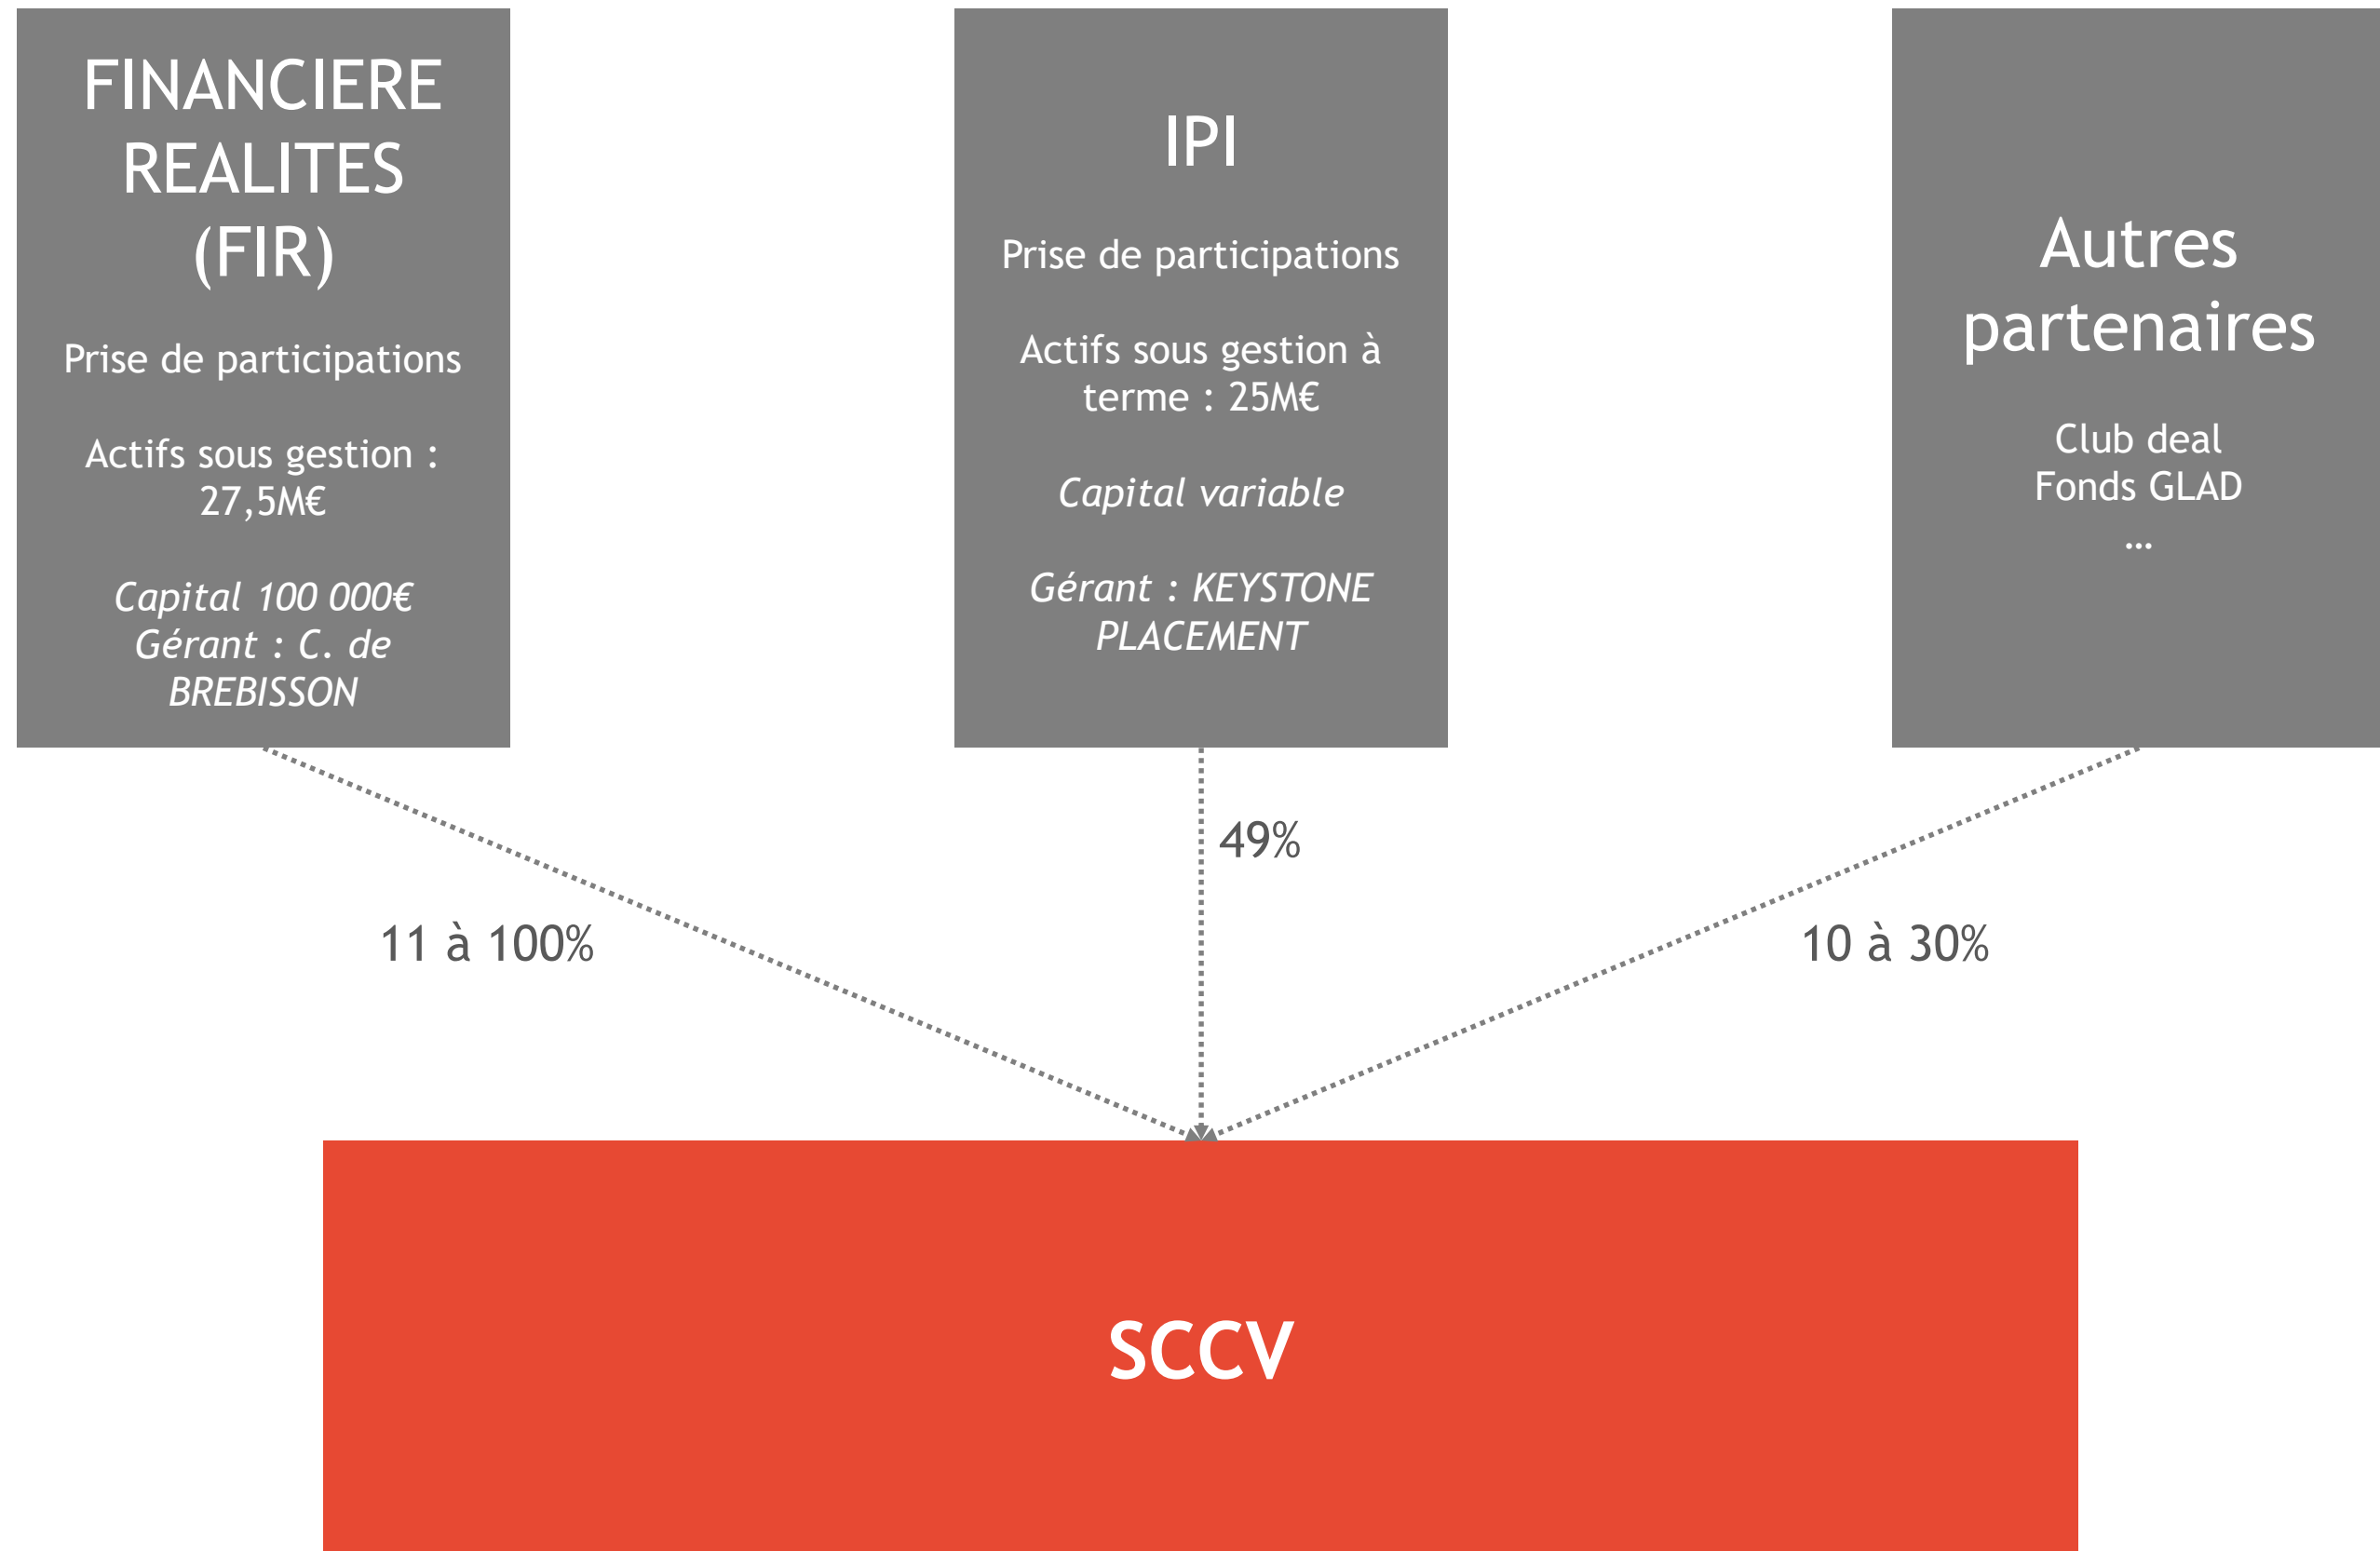 FINANCIERE
REALITES
(FIR)
Prise de participations
Actifs sous gestion :
27,5M€
Capital 100 000€
Gérant : C. de
BREBISSON
IPI
Prise de participations
Actifs sous gestion à
terme : 25M€
Capital variable
Gérant : KEYSTONE
PLACEMENT
Autres
partenaires
Club deal
Fonds GLAD
…
11 à 100%
49%
10 à 30%
SCCV